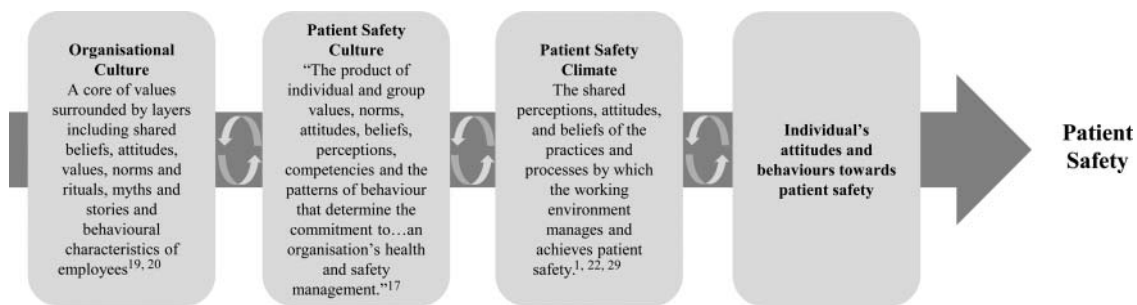 Organisational
Culture
A core of values
surrounded by layers
including shared
beliefs, attitudes,
values, norms and
rituals, myths and
stories and
behavioural
characteristics of
employees19, 20
Patient Safety
Culture
“The product of
individual and group
values, norms,
attitudes, beliefs,
perceptions,
competencies and the
patterns of behaviour
that determine the
commitment to…an
organisation’s health
and safety
management.”17
Patient Safety
Climate
The shared
perceptions, attitudes,
and beliefs of the
practices and
processes by which
the working
environment
manages and
achieves patient
safety.1, 22, 29
Individual’s
attitudes and
behaviours towards
patient safety
Patient
Safety